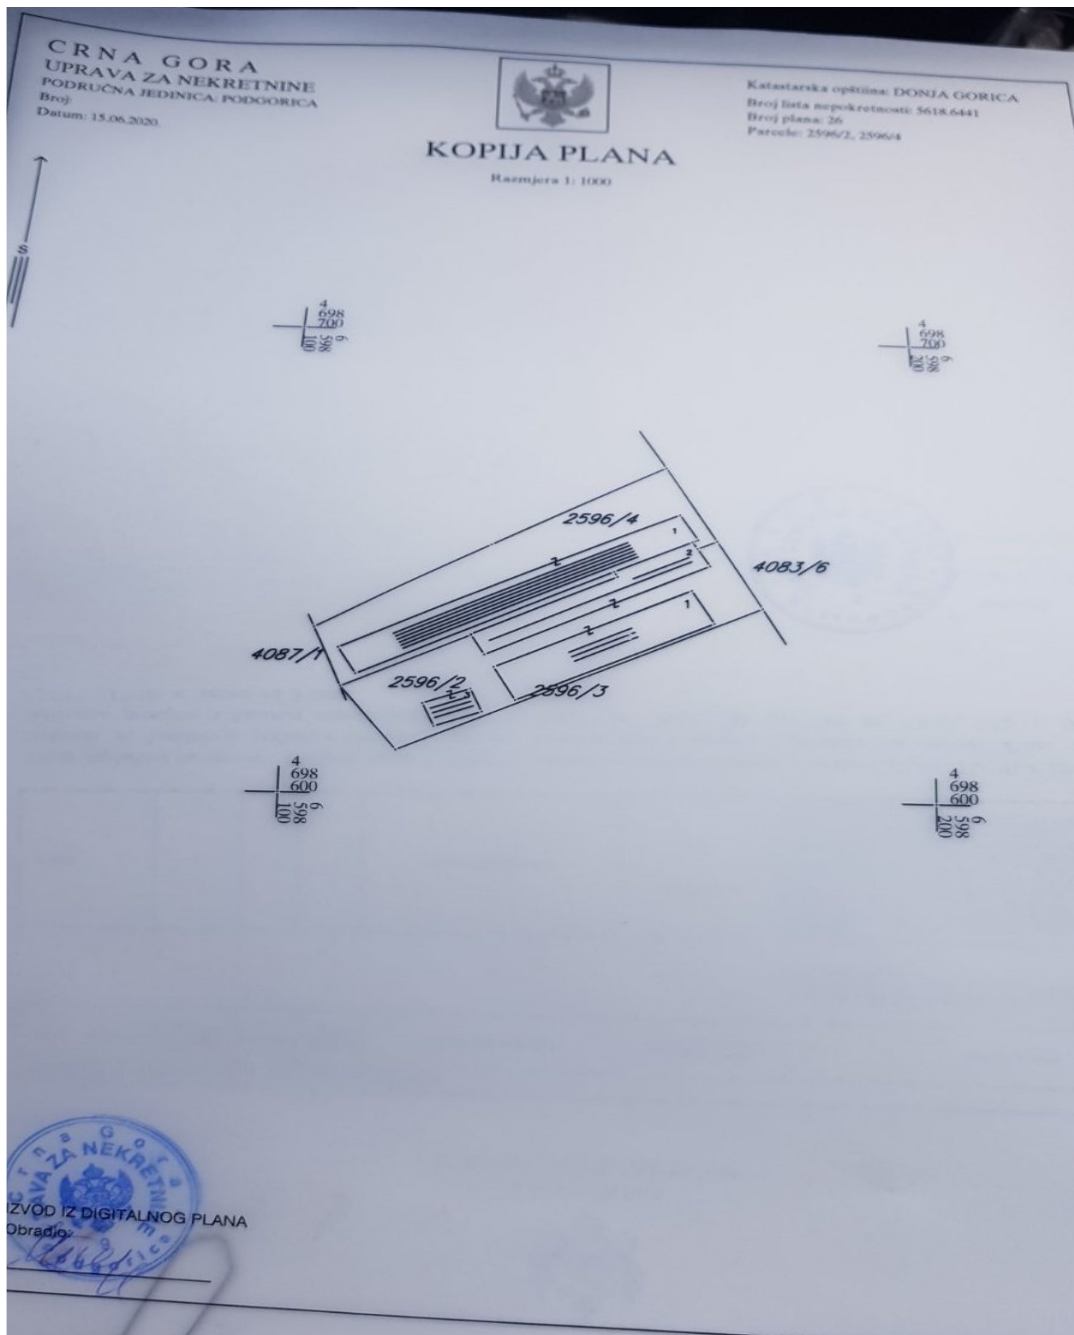 CRNA GORA
UPRAVA ZA NEKRETNINE
PODRUČNA JEDINICA: PODGORICA
Broj:
Datum: 15.06.2020.
KOPIJA PLANA
Razmjera 1: 1000
Katastarska opština: DONJA GORICA
Broj lista nepokretnosti: 5618,6441
Broj plana: 26
Parcele: 2596/2, 2596/4
S
4
698
700
6
598
100
4
698
700
6
598
200
2596/4
1
2
2
4083/6
2
1
2
4087/1
2596/2
2596/3
4
698
600
6
598
100
4
698
600
6
598
200
Crna Gora
UPRAVA ZA NEKRETNINE
Podgorica
IZVOD IZ DIGITALNOG PLANA
Obradio: